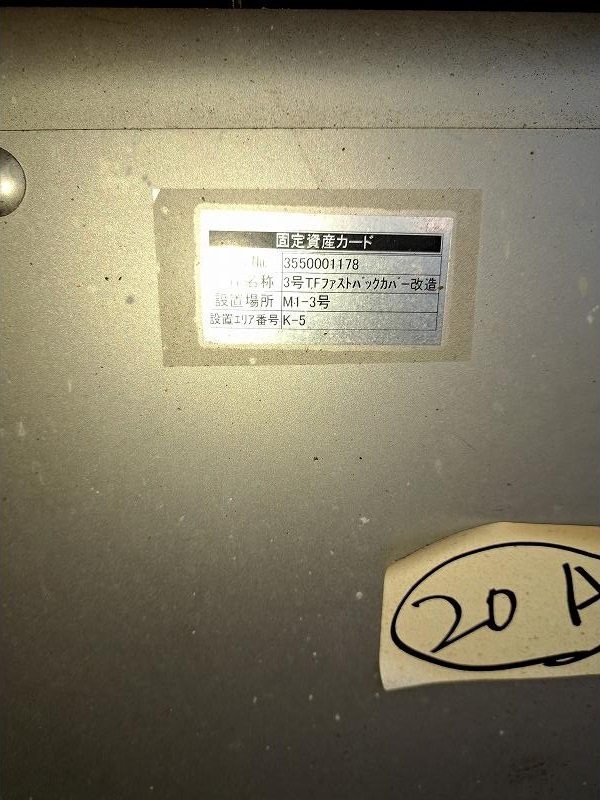 固定資産カード
No. 3550001178
名称 3号TFファストバックカバー改造
設置場所 M1-3号
設置エリア番号 K-5
20 A